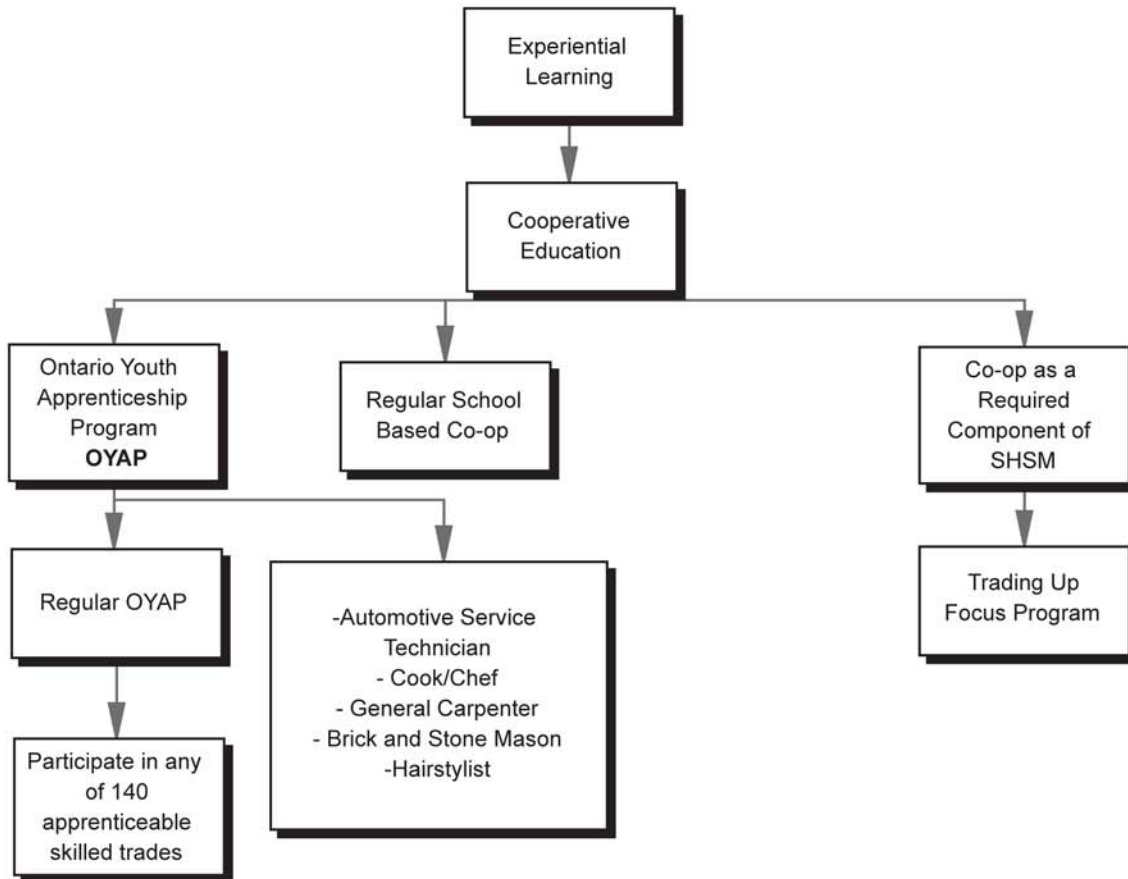 Experiential
Learning
Cooperative
Education
Ontario Youth
Apprenticeship
Program
OYAP
Regular School
Based Co-op
Co-op as a
Required
Component of
SHSM
Regular OYAP
-Automotive Service
Technician
- Cook/Chef
- General Carpenter
- Brick and Stone Mason
-Hairstylist
Trading Up
Focus Program
Participate in any
of 140
apprenticeable
skilled trades